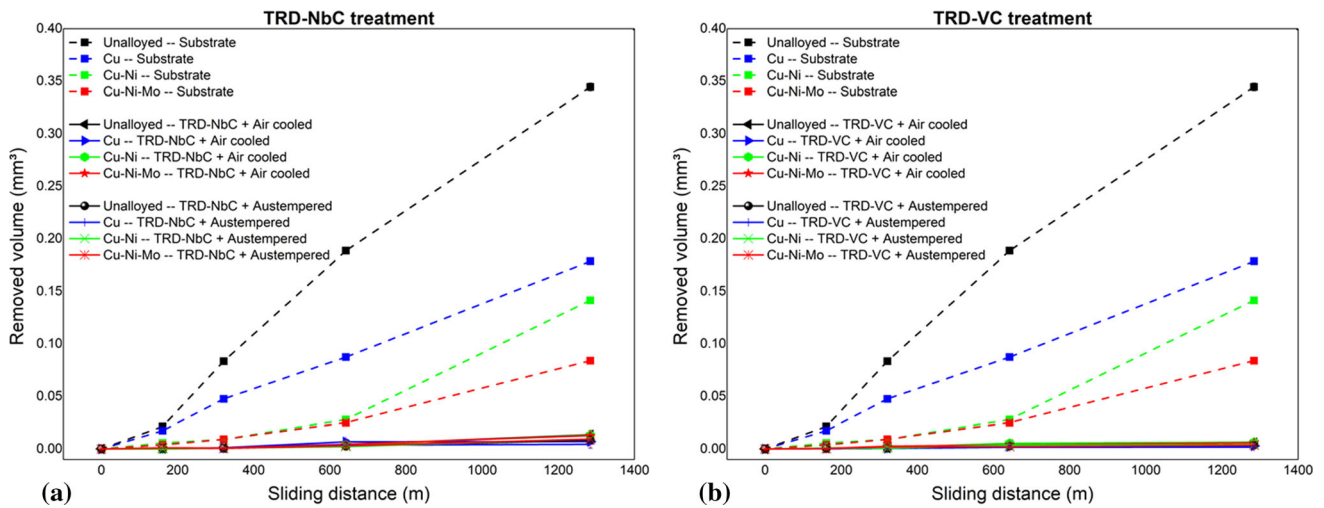 TRD-NbC treatment
Removed volume (mm³)
0.40
0.35
0.30
0.25
0.20
0.15
0.10
0.05
0.00
Unalloyed -- Substrate
Cu -- Substrate
Cu-Ni -- Substrate
Cu-Ni-Mo -- Substrate
Unalloyed -- TRD-NbC + Air cooled
Cu -- TRD-NbC + Air cooled
Cu-Ni -- TRD-NbC + Air cooled
Cu-Ni-Mo -- TRD-NbC + Air cooled
Unalloyed -- TRD-NbC + Austempered
Cu -- TRD-NbC + Austempered
Cu-Ni -- TRD-NbC + Austempered
Cu-Ni-Mo -- TRD-NbC + Austempered
0 200 400 600 800 1000 1200 1400
Sliding distance (m)
(a)
TRD-VC treatment
Removed volume (mm³)
0.40
0.35
0.30
0.25
0.20
0.15
0.10
0.05
0.00
Unalloyed -- Substrate
Cu -- Substrate
Cu-Ni -- Substrate
Cu-Ni-Mo -- Substrate
Unalloyed -- TRD-VC + Air cooled
Cu -- TRD-VC + Air cooled
Cu-Ni -- TRD-VC + Air cooled
Cu-Ni-Mo -- TRD-VC + Air cooled
Unalloyed -- TRD-VC + Austempered
Cu -- TRD-VC + Austempered
Cu-Ni -- TRD-VC + Austempered
Cu-Ni-Mo -- TRD-VC + Austempered
0 200 400 600 800 1000 1200 1400
Sliding distance (m)
(b)